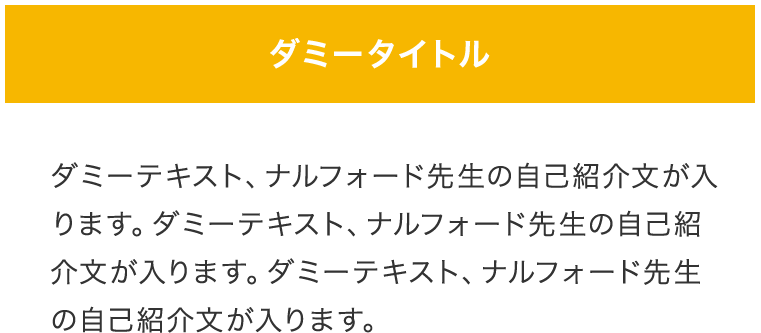 ダミータイトル
ダミーテキスト、ナルフォード先生の自己紹介文が入
ります。ダミーテキスト、ナルフォード先生の自己紹
介文が入ります。ダミーテキスト、ナルフォード先生
の自己紹介文が入ります。